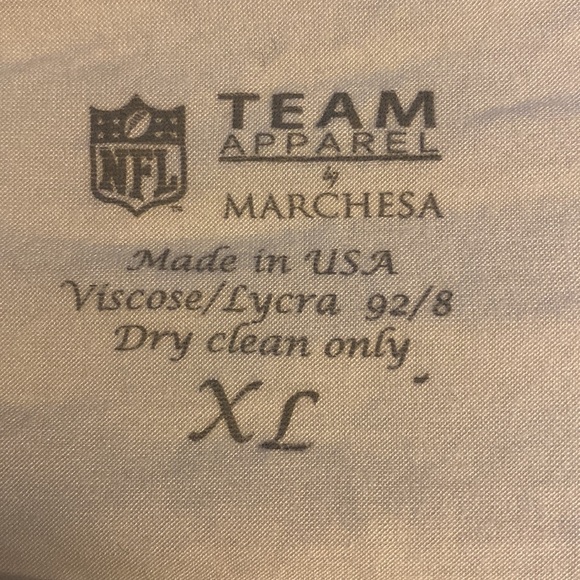 NFL
TEAM
APPAREL
by
MARCHESA
Made in USA
Viscose/Lycra 92/8
Dry clean only
XL